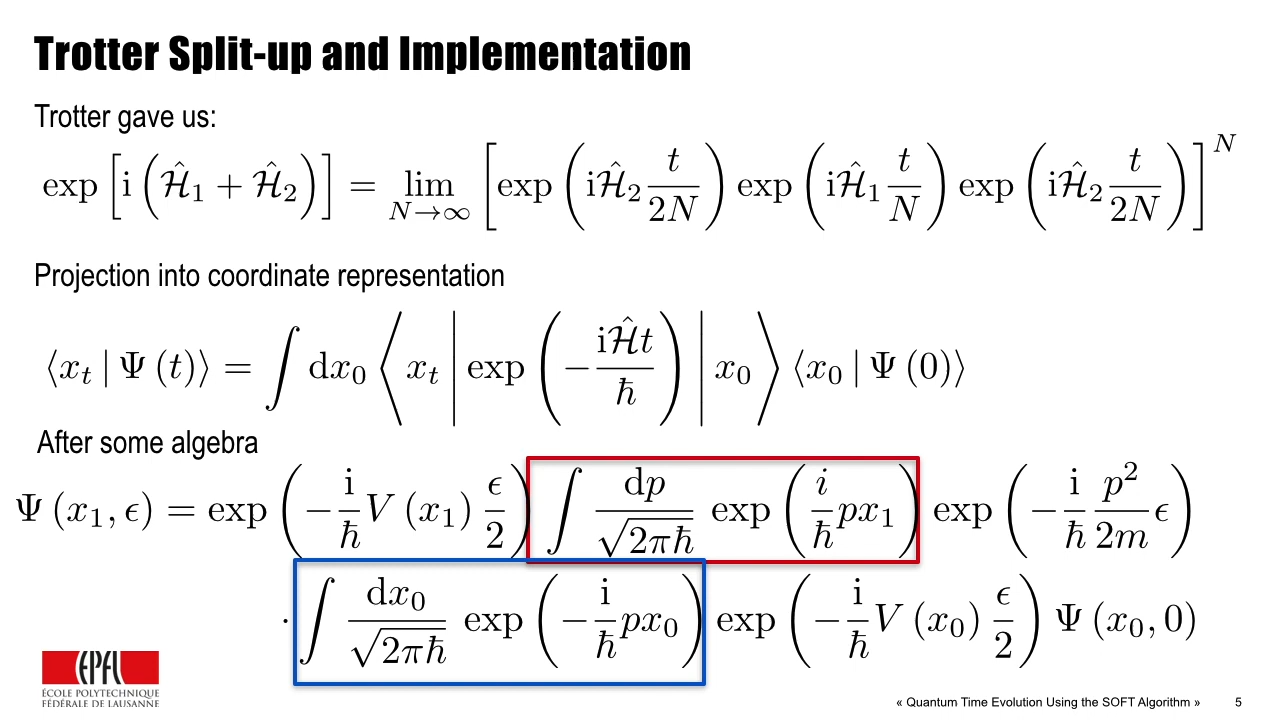 Trotter Split-up and Implementation
Trotter gave us:
exp [i (Ĥ₁ + Ĥ₂)] = lim_{N→∞} [exp (iĤ₂ t/2N) exp (iĤ₁ t/N) exp (iĤ₂ t/2N)]^N
Projection into coordinate representation
⟨x_t | Ψ (t)⟩ = ∫ dx₀ ⟨x_t | exp (−iĤt/ħ) | x₀⟩ ⟨x₀ | Ψ (0)⟩
After some algebra
Ψ (x₁, ϵ) = exp (−i/ħ V (x₁) ϵ/2) ∫ dp/√(2πħ) exp (i/ħ px₁) exp (−i/ħ p²/2m ϵ)
· ∫ dx₀/√(2πħ) exp (−i/ħ px₀) exp (−i/ħ V (x₀) ϵ/2) Ψ (x₀, 0)
EPFL
ÉCOLE POLYTECHNIQUE
FÉDÉRALE DE LAUSANNE
« Quantum Time Evolution Using the SOFT Algorithm » 5